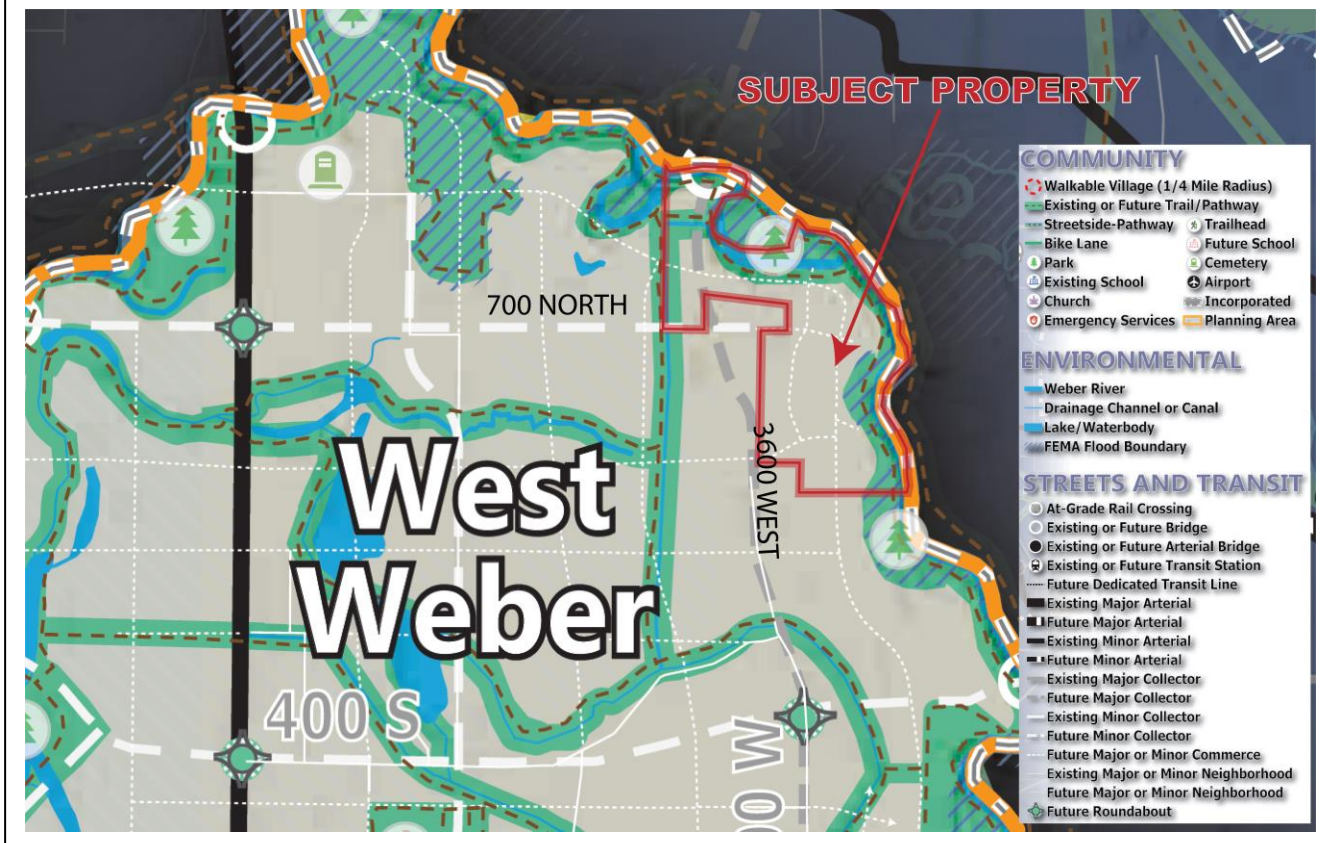 SUBJECT PROPERTY
700 NORTH
3600 WEST
West
Weber
400 S
00 W
COMMUNITY
Walkable Village (1/4 Mile Radius)
Existing or Future Trail/Pathway
Streetside-Pathway
Trailhead
Bike Lane
Future School
Park
Cemetery
Existing School
Airport
Church
Incorporated
Emergency Services
Planning Area
ENVIRONMENTAL
Weber River
Drainage Channel or Canal
Lake/Waterbody
FEMA Flood Boundary
STREETS AND TRANSIT
At-Grade Rail Crossing
Existing or Future Bridge
Existing or Future Arterial Bridge
Existing or Future Transit Station
Future Dedicated Transit Line
Existing Major Arterial
Future Major Arterial
Existing Minor Arterial
Future Minor Arterial
Existing Major Collector
Future Major Collector
Existing Minor Collector
Future Minor Collector
Future Major or Minor Commerce
Existing Major or Minor Neighborhood
Future Major or Minor Neighborhood
Future Roundabout